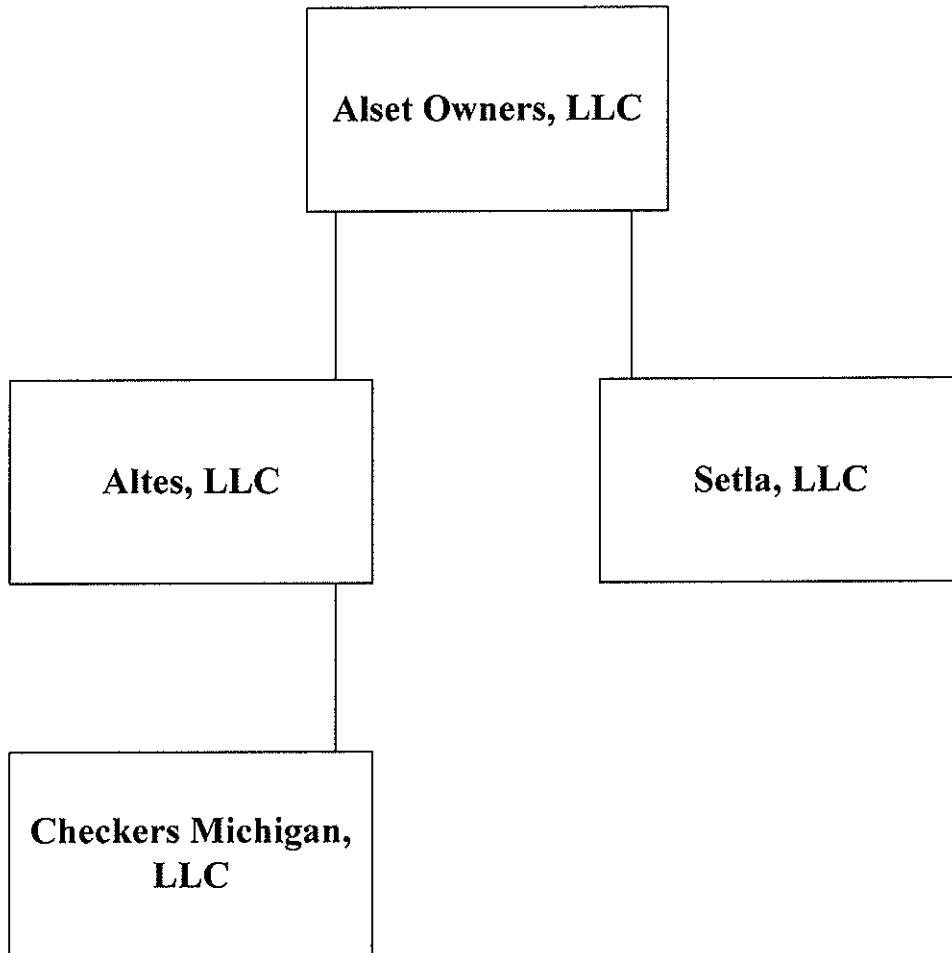 Alset Owners, LLC
Altes, LLC
Setla, LLC
Checkers Michigan,
LLC